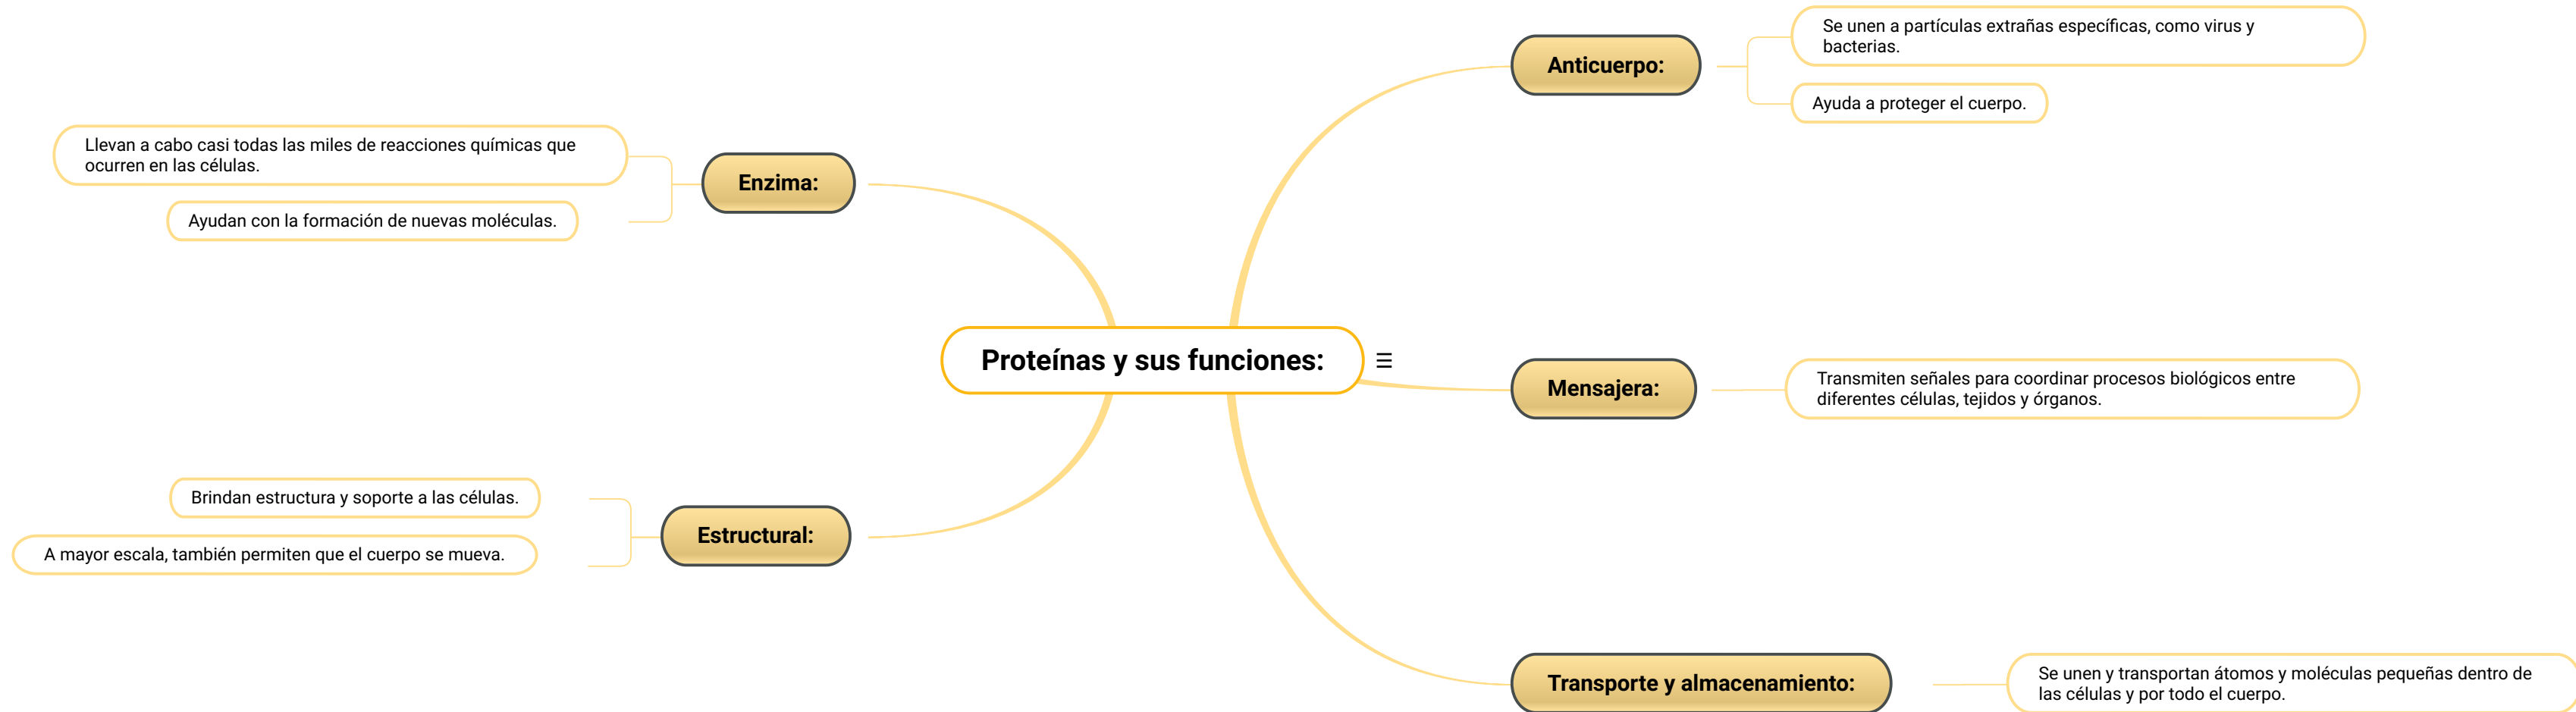 Proteínas y sus funciones:
Anticuerpo:
Se unen a partículas extrañas específicas, como virus y
bacterias.
Ayuda a proteger el cuerpo.
Mensajera:
Transmiten señales para coordinar procesos biológicos entre
diferentes células, tejidos y órganos.
Transporte y almacenamiento:
Se unen y transportan átomos y moléculas pequeñas dentro de
las células y por todo el cuerpo.
Enzima:
Llevan a cabo casi todas las miles de reacciones químicas que
ocurren en las células.
Ayudan con la formación de nuevas moléculas.
Estructural:
Brindan estructura y soporte a las células.
A mayor escala, también permiten que el cuerpo se mueva.